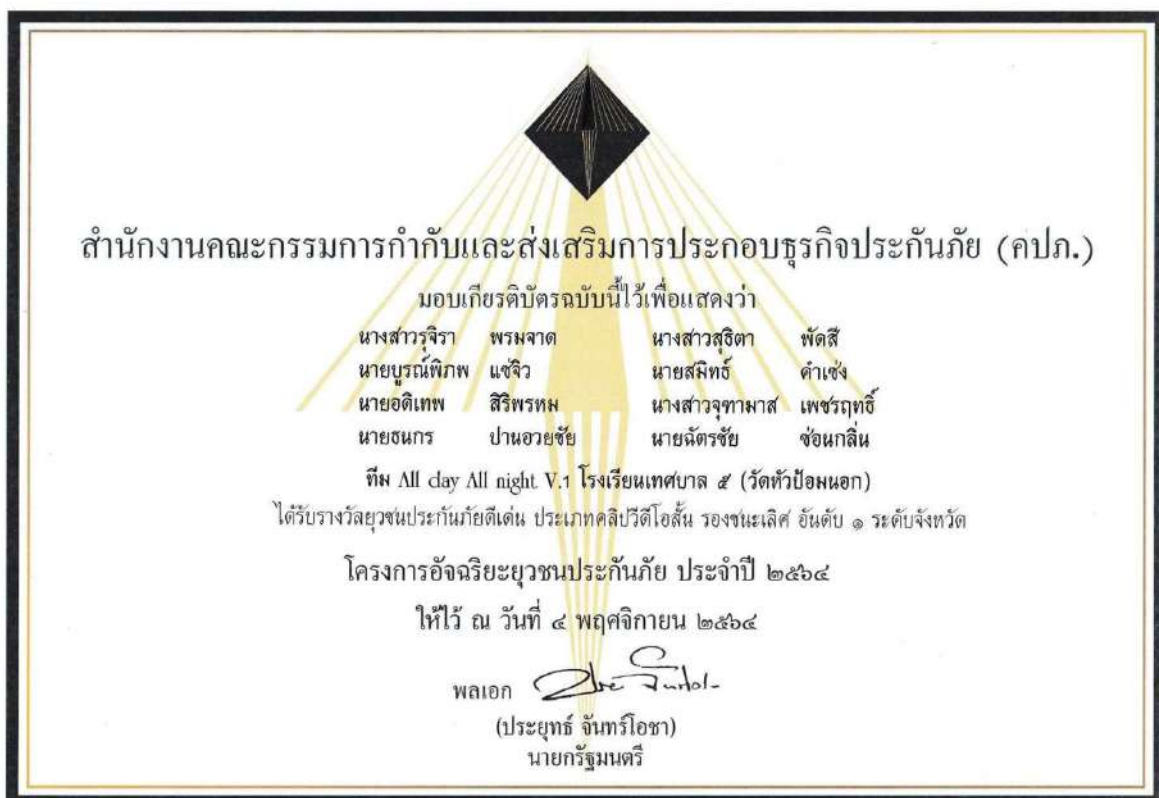 สำนักงานคณะกรรมการกำกับและส่งเสริมการประกอบธุรกิจประกันภัย (คปภ.)
มอบเกียรติบัตรฉบับนี้ไว้เพื่อแสดงว่า
นางสาวรุจิรา พรมจาด นางสาวสุธิตา พัดสี
นายบูรณ์พิภพ แซ่จิว นายสมิทธ์ คำเซ่ง
นายอดิเทพ สิริพรหม นางสาวจุฑามาส เพชรฤทธิ์
นายธนกร ปานอวยชัย นายฉัตรชัย ซ่อนกลิ่น
ทีม All day All night V.1 โรงเรียนเทศบาล ๕ (วัดหัวป้อมนอก)
ได้รับรางวัลยุวชนประกันภัยดีเด่น ประเภทคลิปวีดีโอสั้น รองชนะเลิศ อันดับ ๑ ระดับจังหวัด
โครงการอัจฉริยะยุวชนประกันภัย ประจำปี ๒๕๖๔
ให้ไว้ ณ วันที่ ๔ พฤศจิกายน ๒๕๖๔
พลเอก
(ประยุทธ์ จันทร์โอชา)
นายกรัฐมนตรี